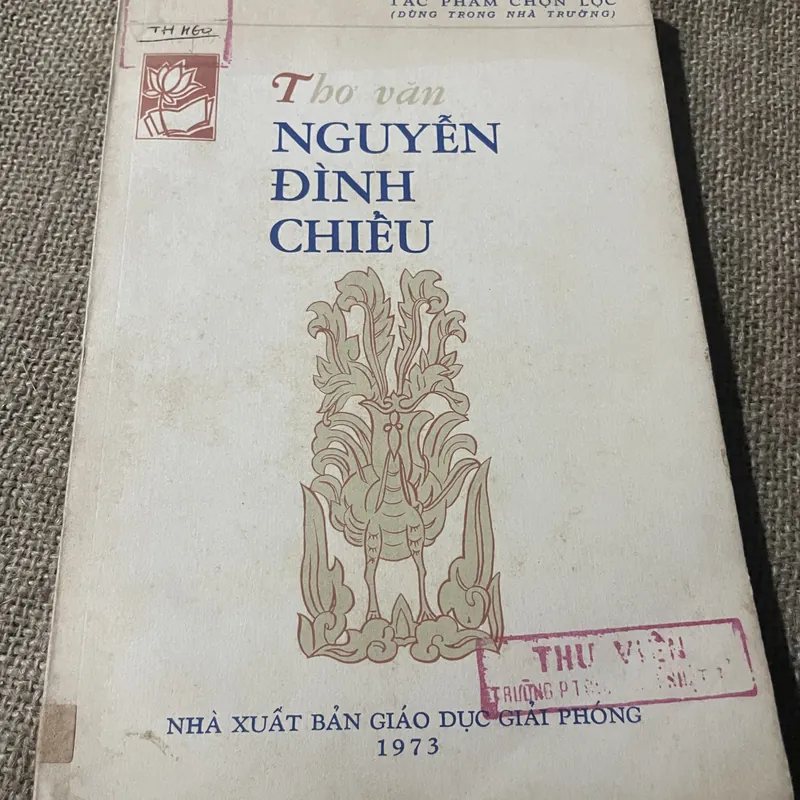 TÁC PHẨM CHỌN LỌC
(DÙNG TRONG NHÀ TRƯỜNG)
Thơ văn
NGUYỄN
ĐÌNH
CHIỂU
THƯ VIỆN
TRƯỜNG P.T
NHÀ XUẤT BẢN GIÁO DỤC GIẢI PHÓNG
1973